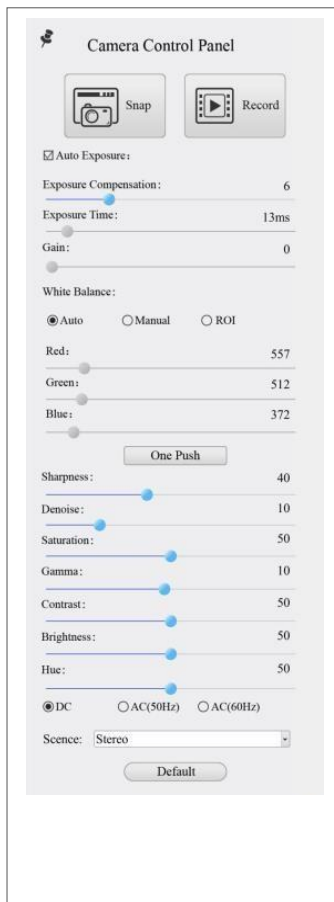 Camera Control Panel
Snap Record
Auto Exposure:
Exposure Compensation: 6
Exposure Time: 13ms
Gain: 0
White Balance:
Auto Manual ROI
Red: 557
Green: 512
Blue: 372
One Push
Sharpness: 40
Denoise: 10
Saturation: 50
Gamma: 10
Contrast: 50
Brightness: 50
Hue: 50
DC AC(50Hz) AC(60Hz)
Scence: Stereo
Default